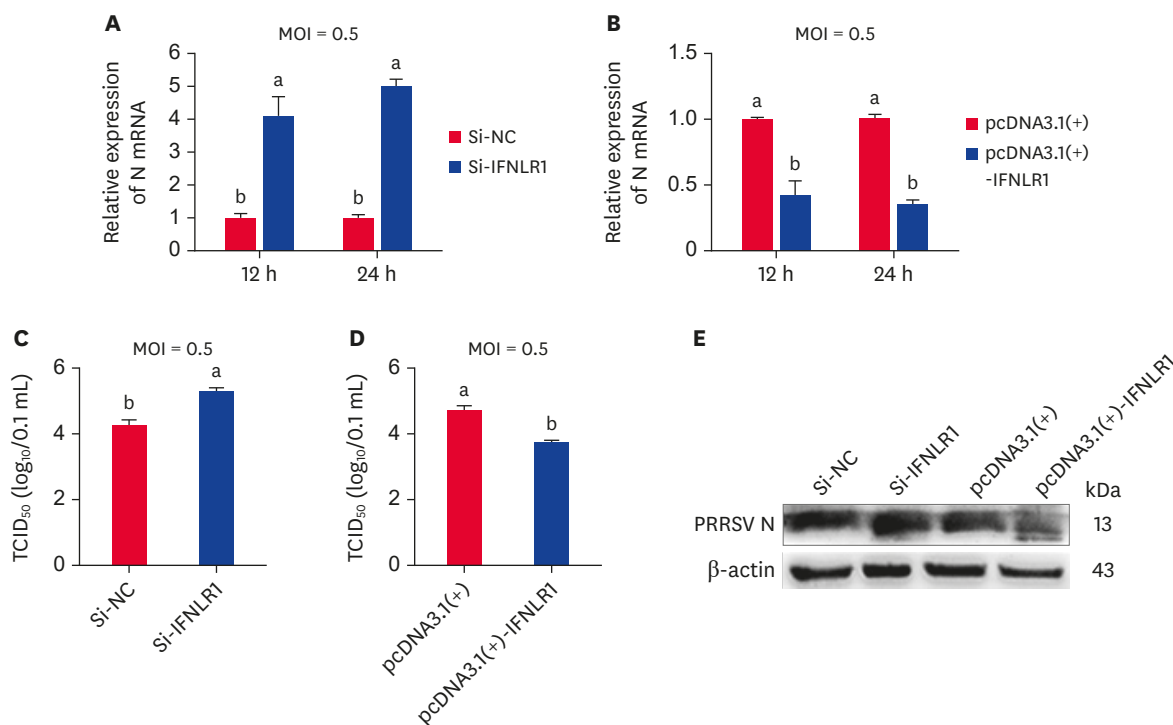 A
MOI = 0.5
Relative expression
of N mRNA
6
5
4
3
2
1
0
b
a
b
a
12 h
24 h
Si-NC
Si-IFNLR1
B
MOI = 0.5
Relative expression
of N mRNA
1.5
1.0
0.5
0
a
b
a
b
12 h
24 h
pcDNA3.1(+)
pcDNA3.1(+)
-IFNLR1
C
MOI = 0.5
TCID₅₀ (log₁₀/0.1 mL)
6
4
2
0
b
a
Si-NC
Si-IFNLR1
D
MOI = 0.5
TCID₅₀ (log₁₀/0.1 mL)
6
4
2
0
a
b
pcDNA3.1(+)
pcDNA3.1(+)-IFNLR1
E
Si-NC
Si-IFNLR1
pcDNA3.1(+)
pcDNA3.1(+)-IFNLR1
kDa
PRRSV N
13
β-actin
43